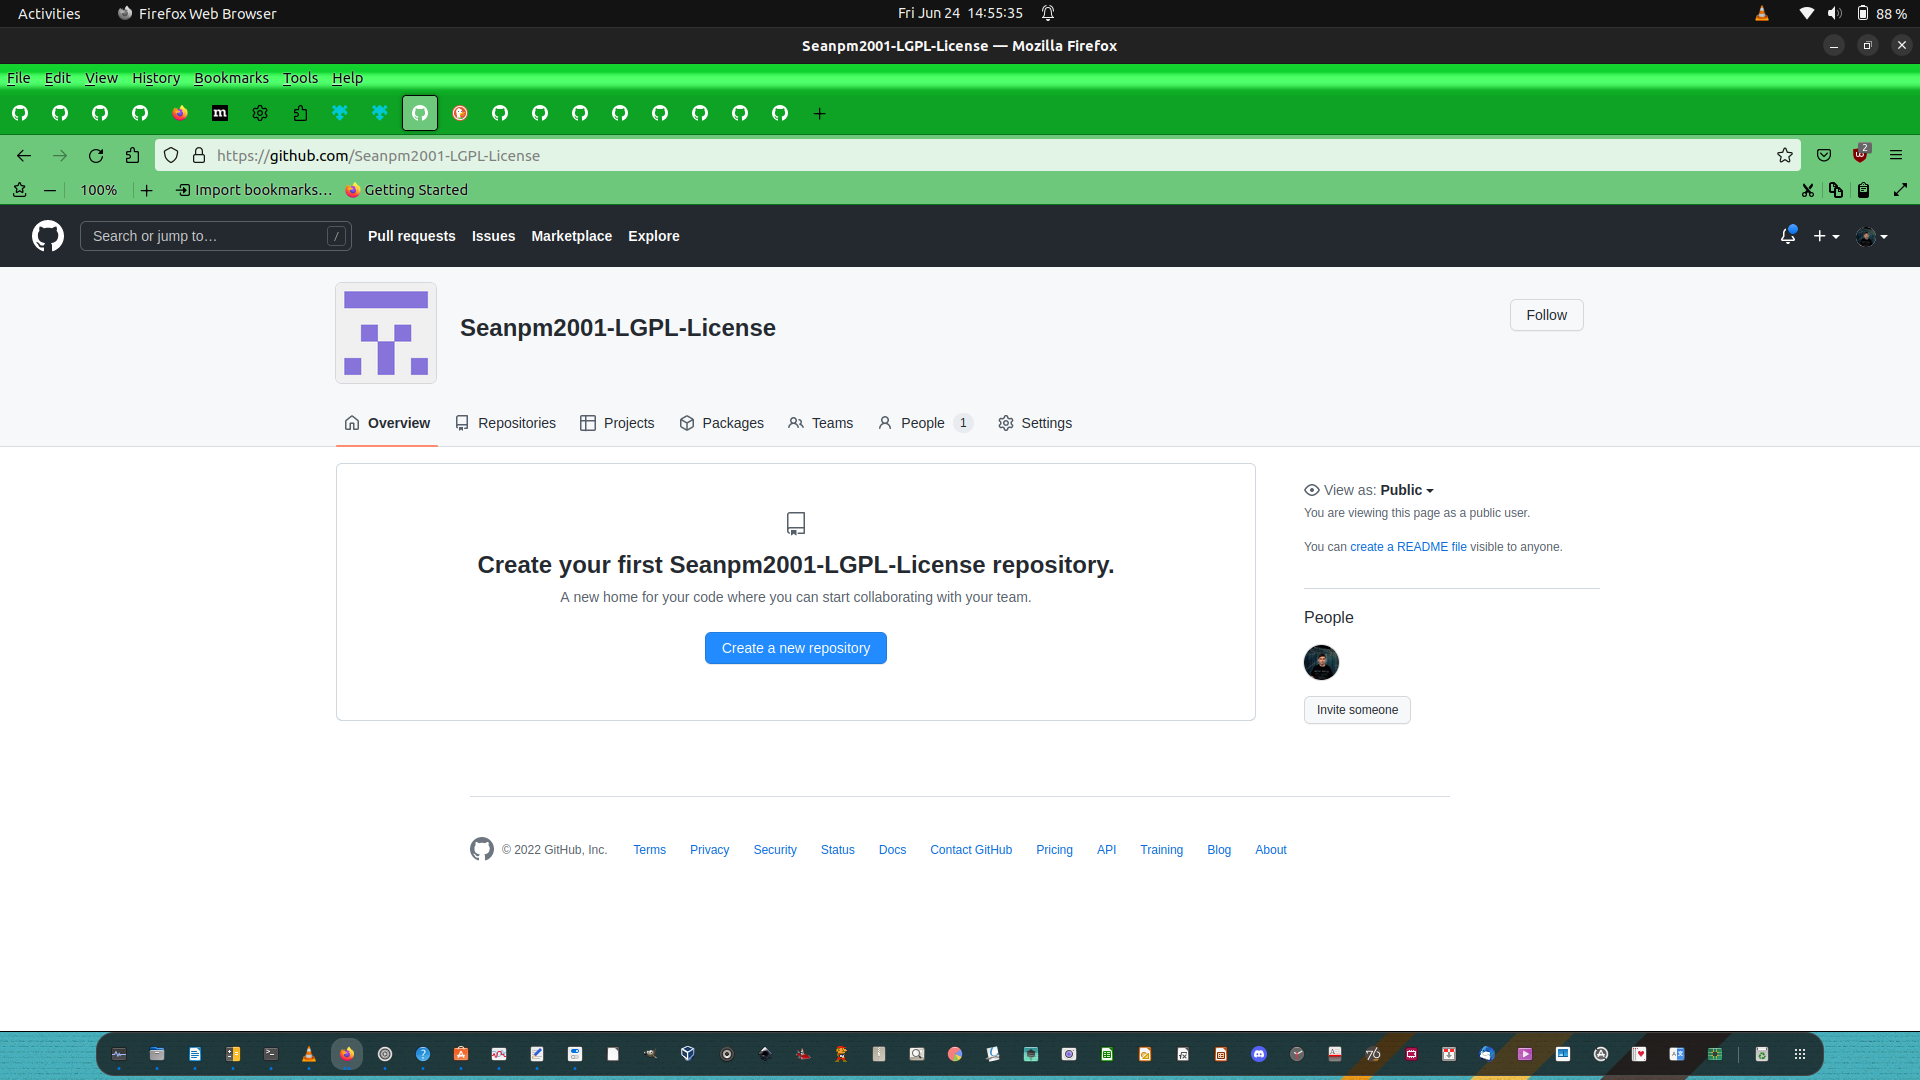 Activities Firefox Web Browser Fri Jun 24 14:55:35 88 %
Seanpm2001-LGPL-License — Mozilla Firefox
File Edit View History Bookmarks Tools Help
https://github.com/Seanpm2001-LGPL-License 2
100% Import bookmarks… Getting Started
Search or jump to… / Pull requests Issues Marketplace Explore
Seanpm2001-LGPL-License
Follow
Overview Repositories Projects Packages Teams People 1 Settings
View as: Public
You are viewing this page as a public user.
You can create a README file visible to anyone.
Create your first Seanpm2001-LGPL-License repository.
A new home for your code where you can start collaborating with your team.
Create a new repository
People
Invite someone
© 2022 GitHub, Inc. Terms Privacy Security Status Docs Contact GitHub Pricing API Training Blog About